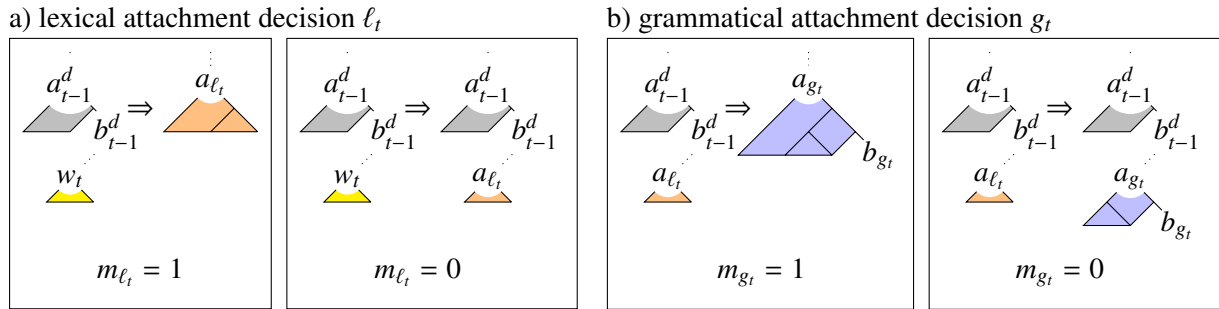 a) lexical attachment decision ℓ_t
b) grammatical attachment decision g_t
a^d_{t−1} ⇒ a_{ℓ_t}
b^d_{t−1}
w_t
m_{ℓ_t} = 1
a^d_{t−1} ⇒ a^d_{t−1}
b^d_{t−1} b^d_{t−1}
w_t a_{ℓ_t}
m_{ℓ_t} = 0
a^d_{t−1} ⇒ a_{g_t}
b^d_{t−1} b_{g_t}
a_{ℓ_t}
m_{g_t} = 1
a^d_{t−1} ⇒ a^d_{t−1}
b^d_{t−1} b^d_{t−1}
a_{ℓ_t} a_{g_t}
b_{g_t}
m_{g_t} = 0